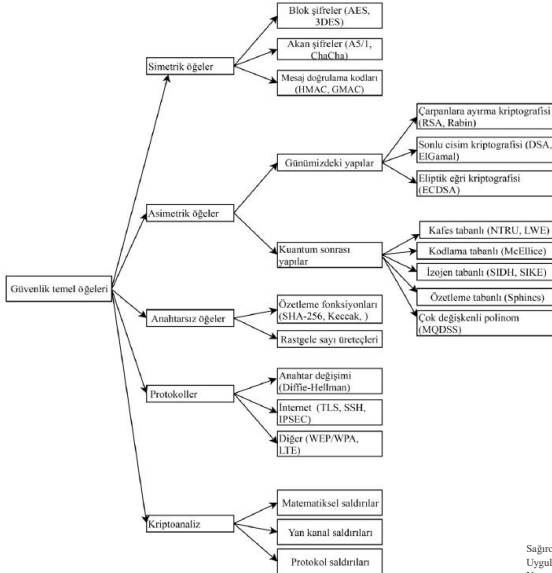 Güvenlik temel öğeleri
Simetrik öğeler
Blok şifreler (AES,
3DES)
Akan şifreler (A5/1,
ChaCha)
Mesaj doğrulama kodları
(HMAC, GMAC)
Asimetrik öğeler
Günümizdeki yapılar
Çarpanlara ayırma kriptografisi
(RSA, Rabin)
Sonlu cisim kriptografisi (DSA,
ElGamal)
Eliptik eğri kriptografisi
(ECDSA)
Kuantum sonrası
yapılar
Kafes tabanlı (NTRU, LWE)
Kodlama tabanlı (McEllice)
İzojen tabanlı (SIDH, SIKE)
Özetleme tabanlı (Sphincs)
Çok değişkenli polinom
(MQDSS)
Anahtarsız öğeler
Özetleme fonksiyonları
(SHA-256, Keccak, )
Rastgele sayı üreteçleri
Protokoller
Anahtar değişimi
(Diffie-Hellman)
İnternet (TLS, SSH,
IPSEC)
Diğer (WEP/WPA,
LTE)
Kriptoanaliz
Matematiksel saldırılar
Yan kanal saldırıları
Protokol saldırıları